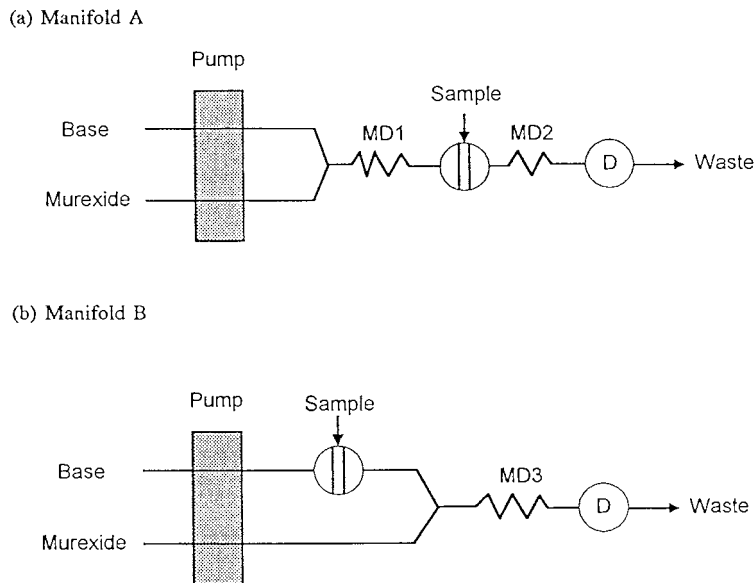 (a) Manifold A
Pump
Sample
Base
MD1
MD2
D
Waste
Murexide
(b) Manifold B
Pump
Sample
Base
MD3
D
Waste
Murexide